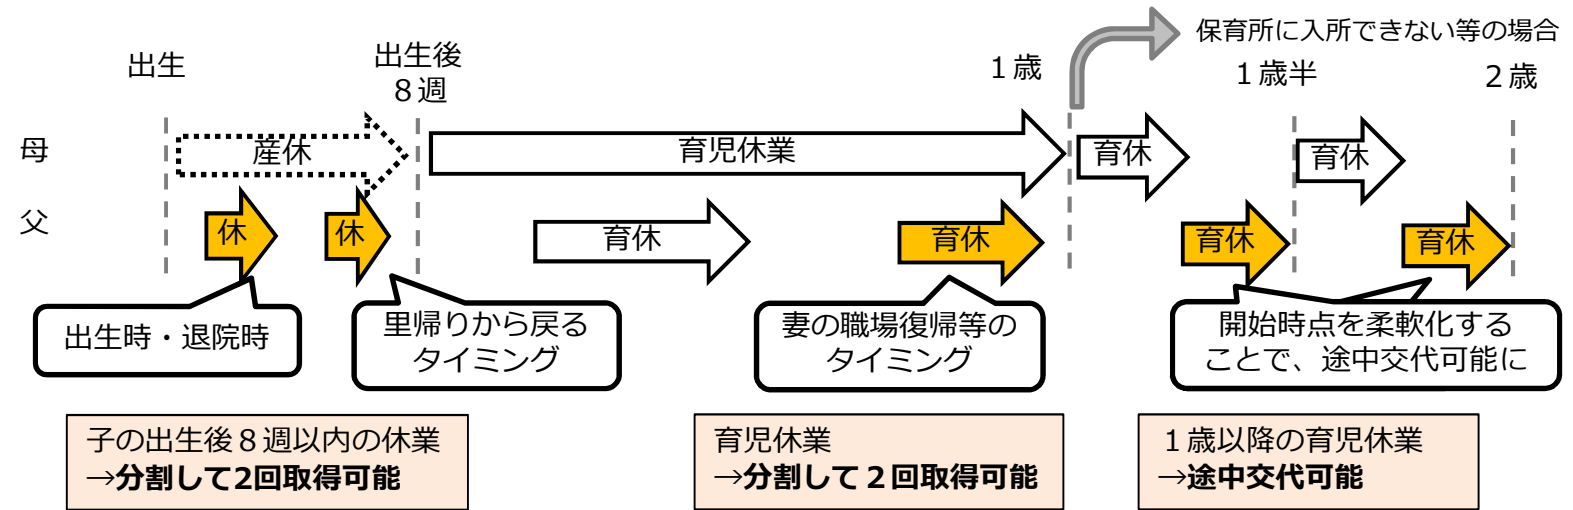 保育所に入所できない等の場合
出生
出生後
８週
１歳
１歳半
２歳
母
産休
育児休業
育休
育休
父
休
休
育休
育休
育休
育休
出生時・退院時
里帰りから戻る
タイミング
妻の職場復帰等の
タイミング
開始時点を柔軟化する
ことで、途中交代可能に
子の出生後８週以内の休業
→分割して2回取得可能
育児休業
→分割して２回取得可能
１歳以降の育児休業
→途中交代可能